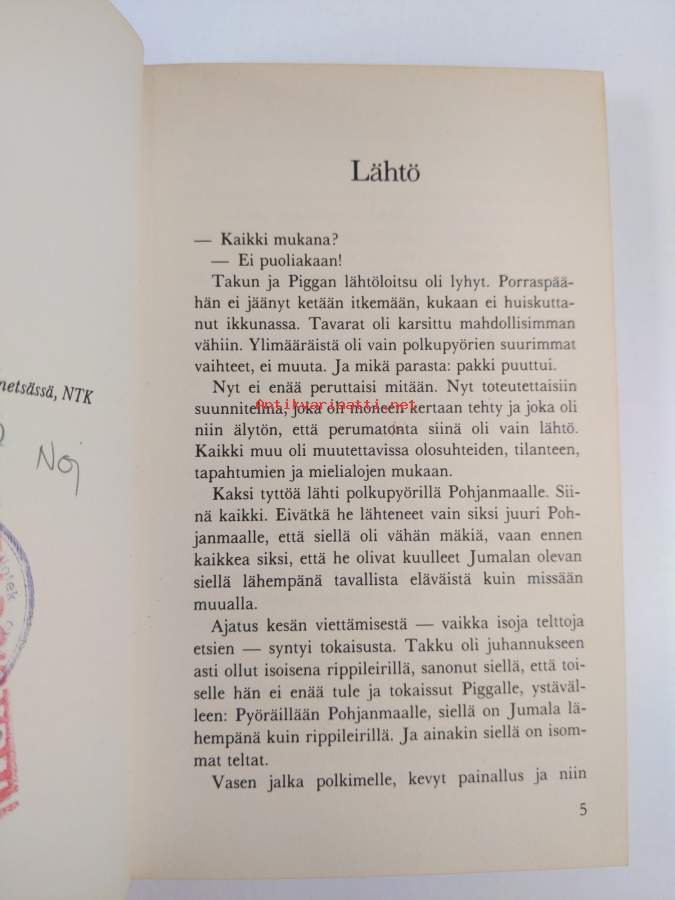 netsässä, NTK
Noj
Lähtö
— Kaikki mukana?
— Ei puoliakaan!
Takun ja Piggan lähtöloitsu oli lyhyt. Porraspää-
hän ei jäänyt ketään itkemään, kukaan ei huiskutta-
nut ikkunassa. Tavarat oli karsittu mahdollisimman
vähiin. Ylimääräistä oli vain polkupyörien suurimmat
vaihteet, ei muuta. Ja mikä parasta: pakki puuttui.
Nyt ei enää peruttaisi mitään. Nyt toteutettaisiin
Antikvariaatti.net
suunnitelma, joka oli moneen kertaan tehty ja joka oli
niin älytön, että perumatonta siinä oli vain lähtö.
Kaikki muu oli muutettavissa olosuhteiden, tilanteen,
tapahtumien ja mielialojen mukaan.
Kaksi tyttöä lähti polkupyörillä Pohjanmaalle. Sii-
nä kaikki. Eivätkä he lähteneet vain siksi juuri Poh-
janmaalle, että siellä oli vähän mäkiä, vaan ennen
kaikkea siksi, että he olivat kuulleet Jumalan olevan
siellä lähempänä tavallista eläväistä kuin missään
muualla.
Ajatus kesän viettämisestä — vaikka isoja telttoja
etsien — syntyi tokaisusta. Takku oli juhannukseen
asti ollut isoisena rippileirillä, sanonut siellä, että toi-
selle hän ei enää tule ja tokaissut Piggalle, ystäväl-
leen: Pyöräillään Pohjanmaalle, siellä on Jumala lä-
hempänä kuin rippileirillä. Ja ainakin siellä on isom-
mat teltat.
Vasen jalka polkimelle, kevyt painallus ja niin
5